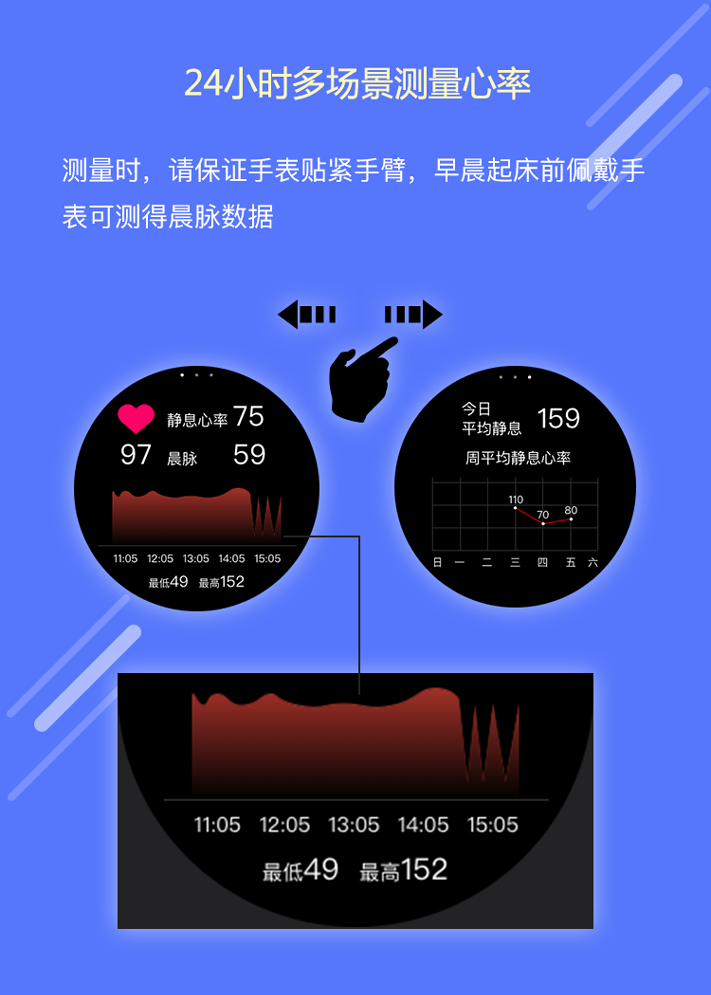 24小时多场景测量心率
测量时，请保证手表贴紧手臂，早晨起床前佩戴手
表可测得晨脉数据
静息心率 75
97 晨脉 59
11:05 12:05 13:05 14:05 15:05
最低49 最高152
今日
平均静息 159
周平均静息心率
110
70 80
日 一 二 三 四 五 六
11:05 12:05 13:05 14:05 15:05
最低49 最高152